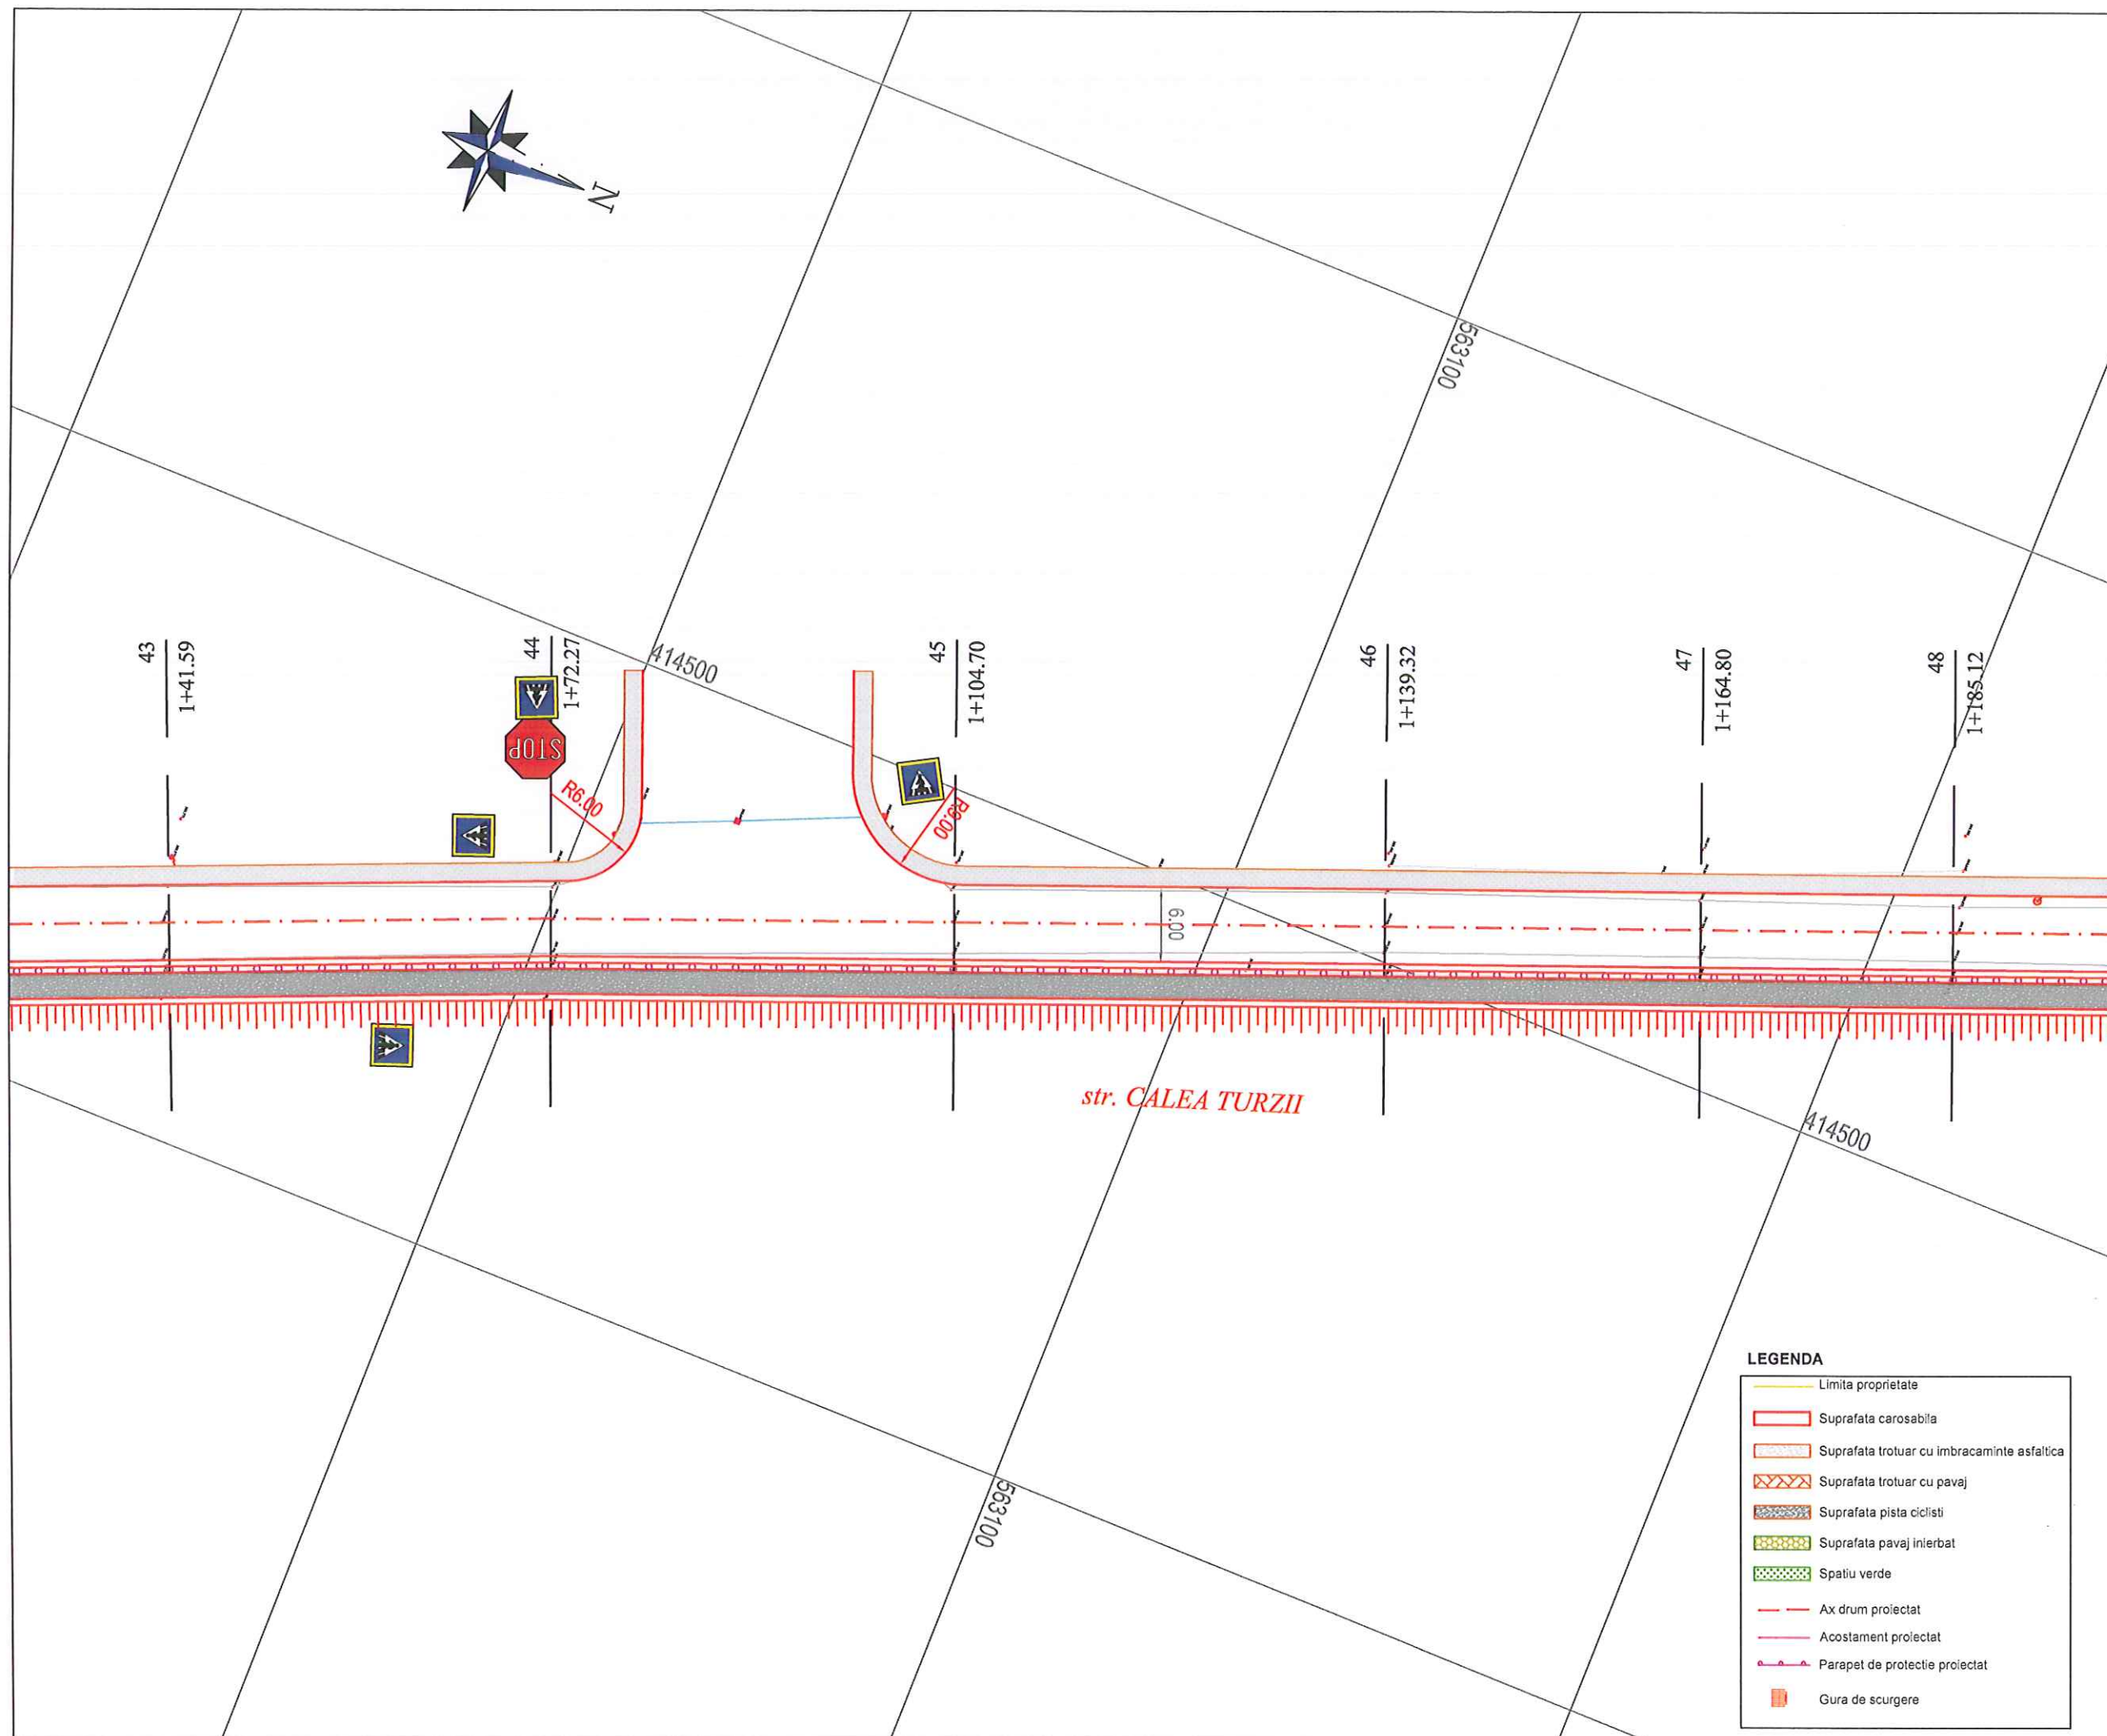 N
563100
43
1+41.59
44
1+72.27
414500
45
1+104.70
46
1+139.32
47
1+164.80
48
1+185.12
STOP
R6.00
6.00
str. CALEA TURZII
414500
563100
LEGENDA
Limita proprietate
Suprafata carosabila
Suprafata trotuar cu imbracaminte asfaltica
Suprafata trotuar cu pavaj
Suprafata pista ciclisti
Suprafata pavaj inierbat
Spatiu verde
Ax drum proiectat
Acostament proiectat
Parapet de protectie proiectat
Gura de scurgere